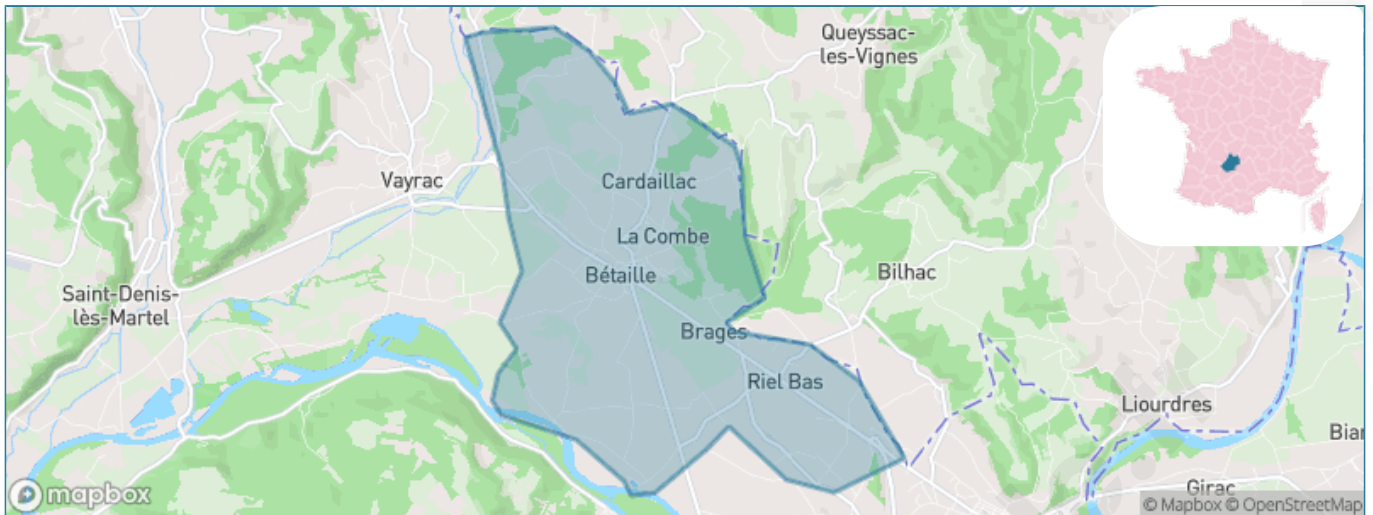 Queyssac-
les-Vignes
Vayrac
Cardaillac
La Combe
Bétaille
Bilhac
Saint-Denis-
lès-Martel
Brages
Riel Bas
Liourdres
Biar
Girac
mapbox
© Mapbox © OpenStreetMap